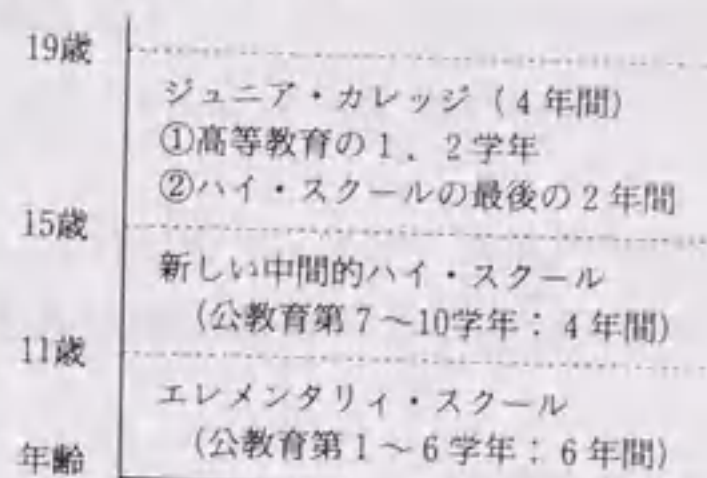 19歳
ジュニア・カレッジ(4年間)
①高等教育の1、2学年
②ハイ・スクールの最後の2年間
15歳
新しい中間的ハイ・スクール
(公教育第7〜10学年:4年間)
11歳
エレメンタリィ・スクール
(公教育第1〜6学年:6年間)
年齢